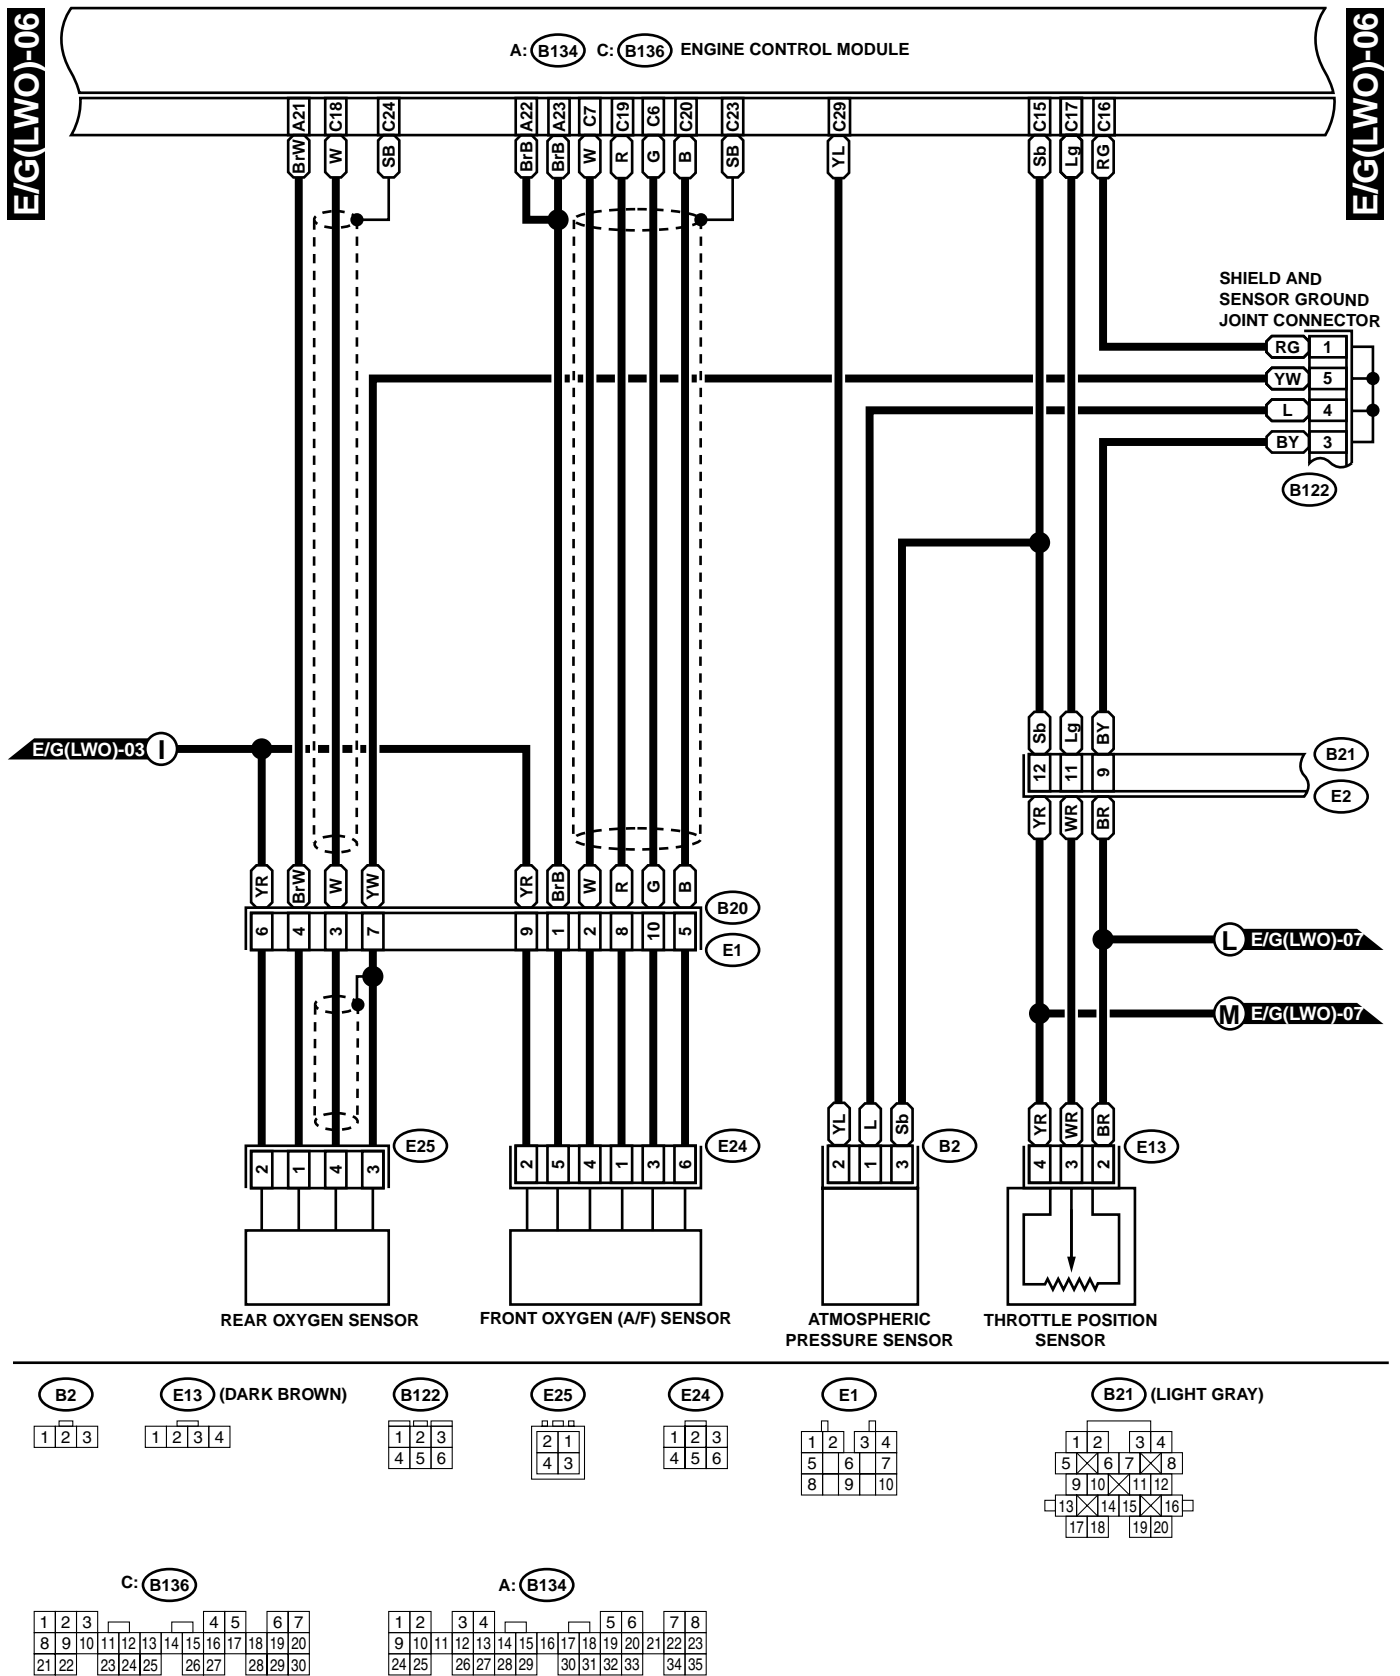 E/G(LWO)-06
E/G(LWO)-06
A: B134 C: B136 ENGINE CONTROL MODULE
A21 C18 C24 A22 A23 C7 C19 C6 C20 C23 C29 C15 C17 C16
BrW W SB BrB BrB W R G B SB YL Sb Lg RG
SHIELD AND
SENSOR GROUND
JOINT CONNECTOR
RG 1
YW 5
L 4
BY 3
B122
Sb Lg BY
E/G(LWO)-03 I
12 11 9 B21
E2
YR WR BR
YR BrW W YW YR BrB W R G B
B20
6 4 3 7 9 1 2 8 10 5
E1
L E/G(LWO)-07
M E/G(LWO)-07
YL L Sb YR WR BR
E25 E24 B2 E13
2 1 4 3 2 5 4 1 3 6 2 1 3 4 3 2
REAR OXYGEN SENSOR
FRONT OXYGEN (A/F) SENSOR
ATMOSPHERIC
PRESSURE SENSOR
THROTTLE POSITION
SENSOR
B2 E13 (DARK BROWN) B122 E25 E24 E1 B21 (LIGHT GRAY)
1 2 3
1 2 3 4
1 2 3
4 5 6
2 1
4 3
1 2 3
4 5 6
1 2 3 4
5 6 7
8 9 10
1 2 3 4
5 6 7 8
9 10 11 12
13 14 15 16
17 18 19 20
C: B136
1 2 3 4 5 6 7
8 9 10 11 12 13 14 15 16 17 18 19 20
21 22 23 24 25 26 27 28 29 30
A: B134
1 2 3 4 5 6 7 8
9 10 11 12 13 14 15 16 17 18 19 20 21 22 23
24 25 26 27 28 29 30 31 32 33 34 35